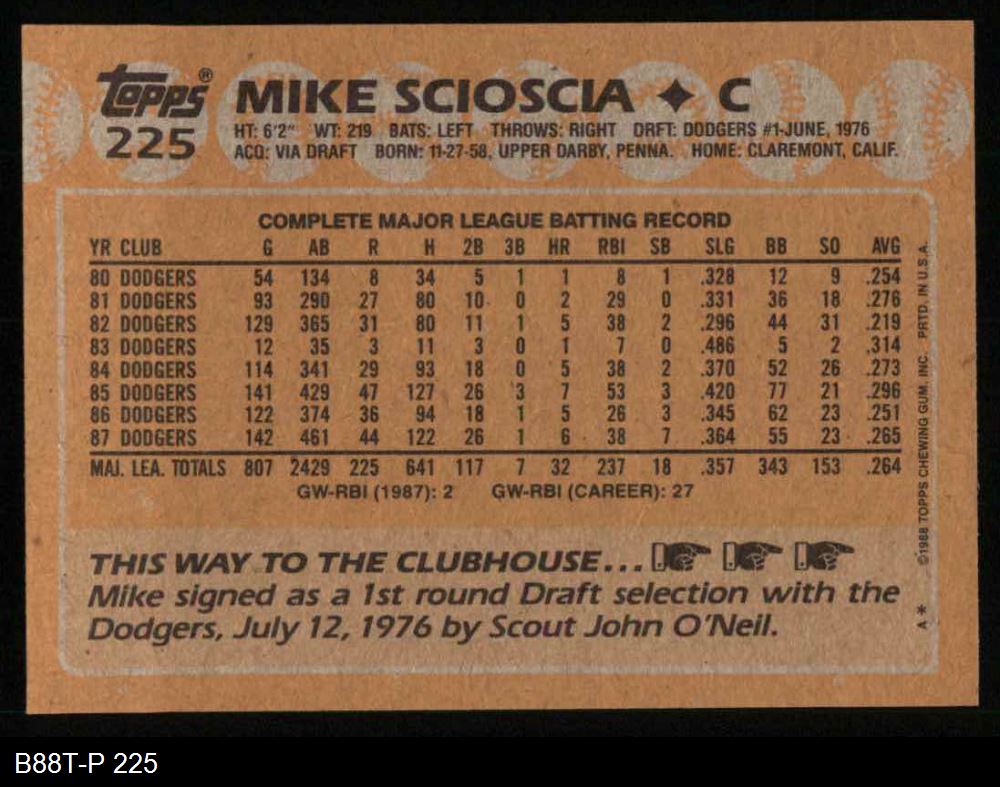 Topps®
225
MIKE SCIOSCIA ✦ C
HT: 6'2" WT: 219 BATS: LEFT THROWS: RIGHT DRFT: DODGERS #1-JUNE, 1976
ACQ: VIA DRAFT BORN: 11-27-58, UPPER DARBY, PENNA. HOME: CLAREMONT, CALIF.
COMPLETE MAJOR LEAGUE BATTING RECORD
YR CLUB G AB R H 2B 3B HR RBI SB SLG BB SO AVG
80 DODGERS 54 134 8 34 5 1 1 8 1 .328 12 9 .254
81 DODGERS 93 290 27 80 10 0 2 29 0 .331 36 18 .276
82 DODGERS 129 365 31 80 11 1 5 38 2 .296 44 31 .219
83 DODGERS 12 35 3 11 3 0 1 7 0 .486 5 2 .314
84 DODGERS 114 341 29 93 18 0 5 38 2 .370 52 26 .273
85 DODGERS 141 429 47 127 26 3 7 53 3 .420 77 21 .296
86 DODGERS 122 374 36 94 18 1 5 26 3 .345 62 23 .251
87 DODGERS 142 461 44 122 26 1 6 38 7 .364 55 23 .265
MAJ. LEA. TOTALS 807 2429 225 641 117 7 32 237 18 .357 343 153 .264
GW-RBI (1987): 2 GW-RBI (CAREER): 27
THIS WAY TO THE CLUBHOUSE...
Mike signed as a 1st round Draft selection with the
Dodgers, July 12, 1976 by Scout John O'Neil.
A* ©1988 TOPPS CHEWING GUM, INC. PRTD. IN U.S.A.
B88T-P 225